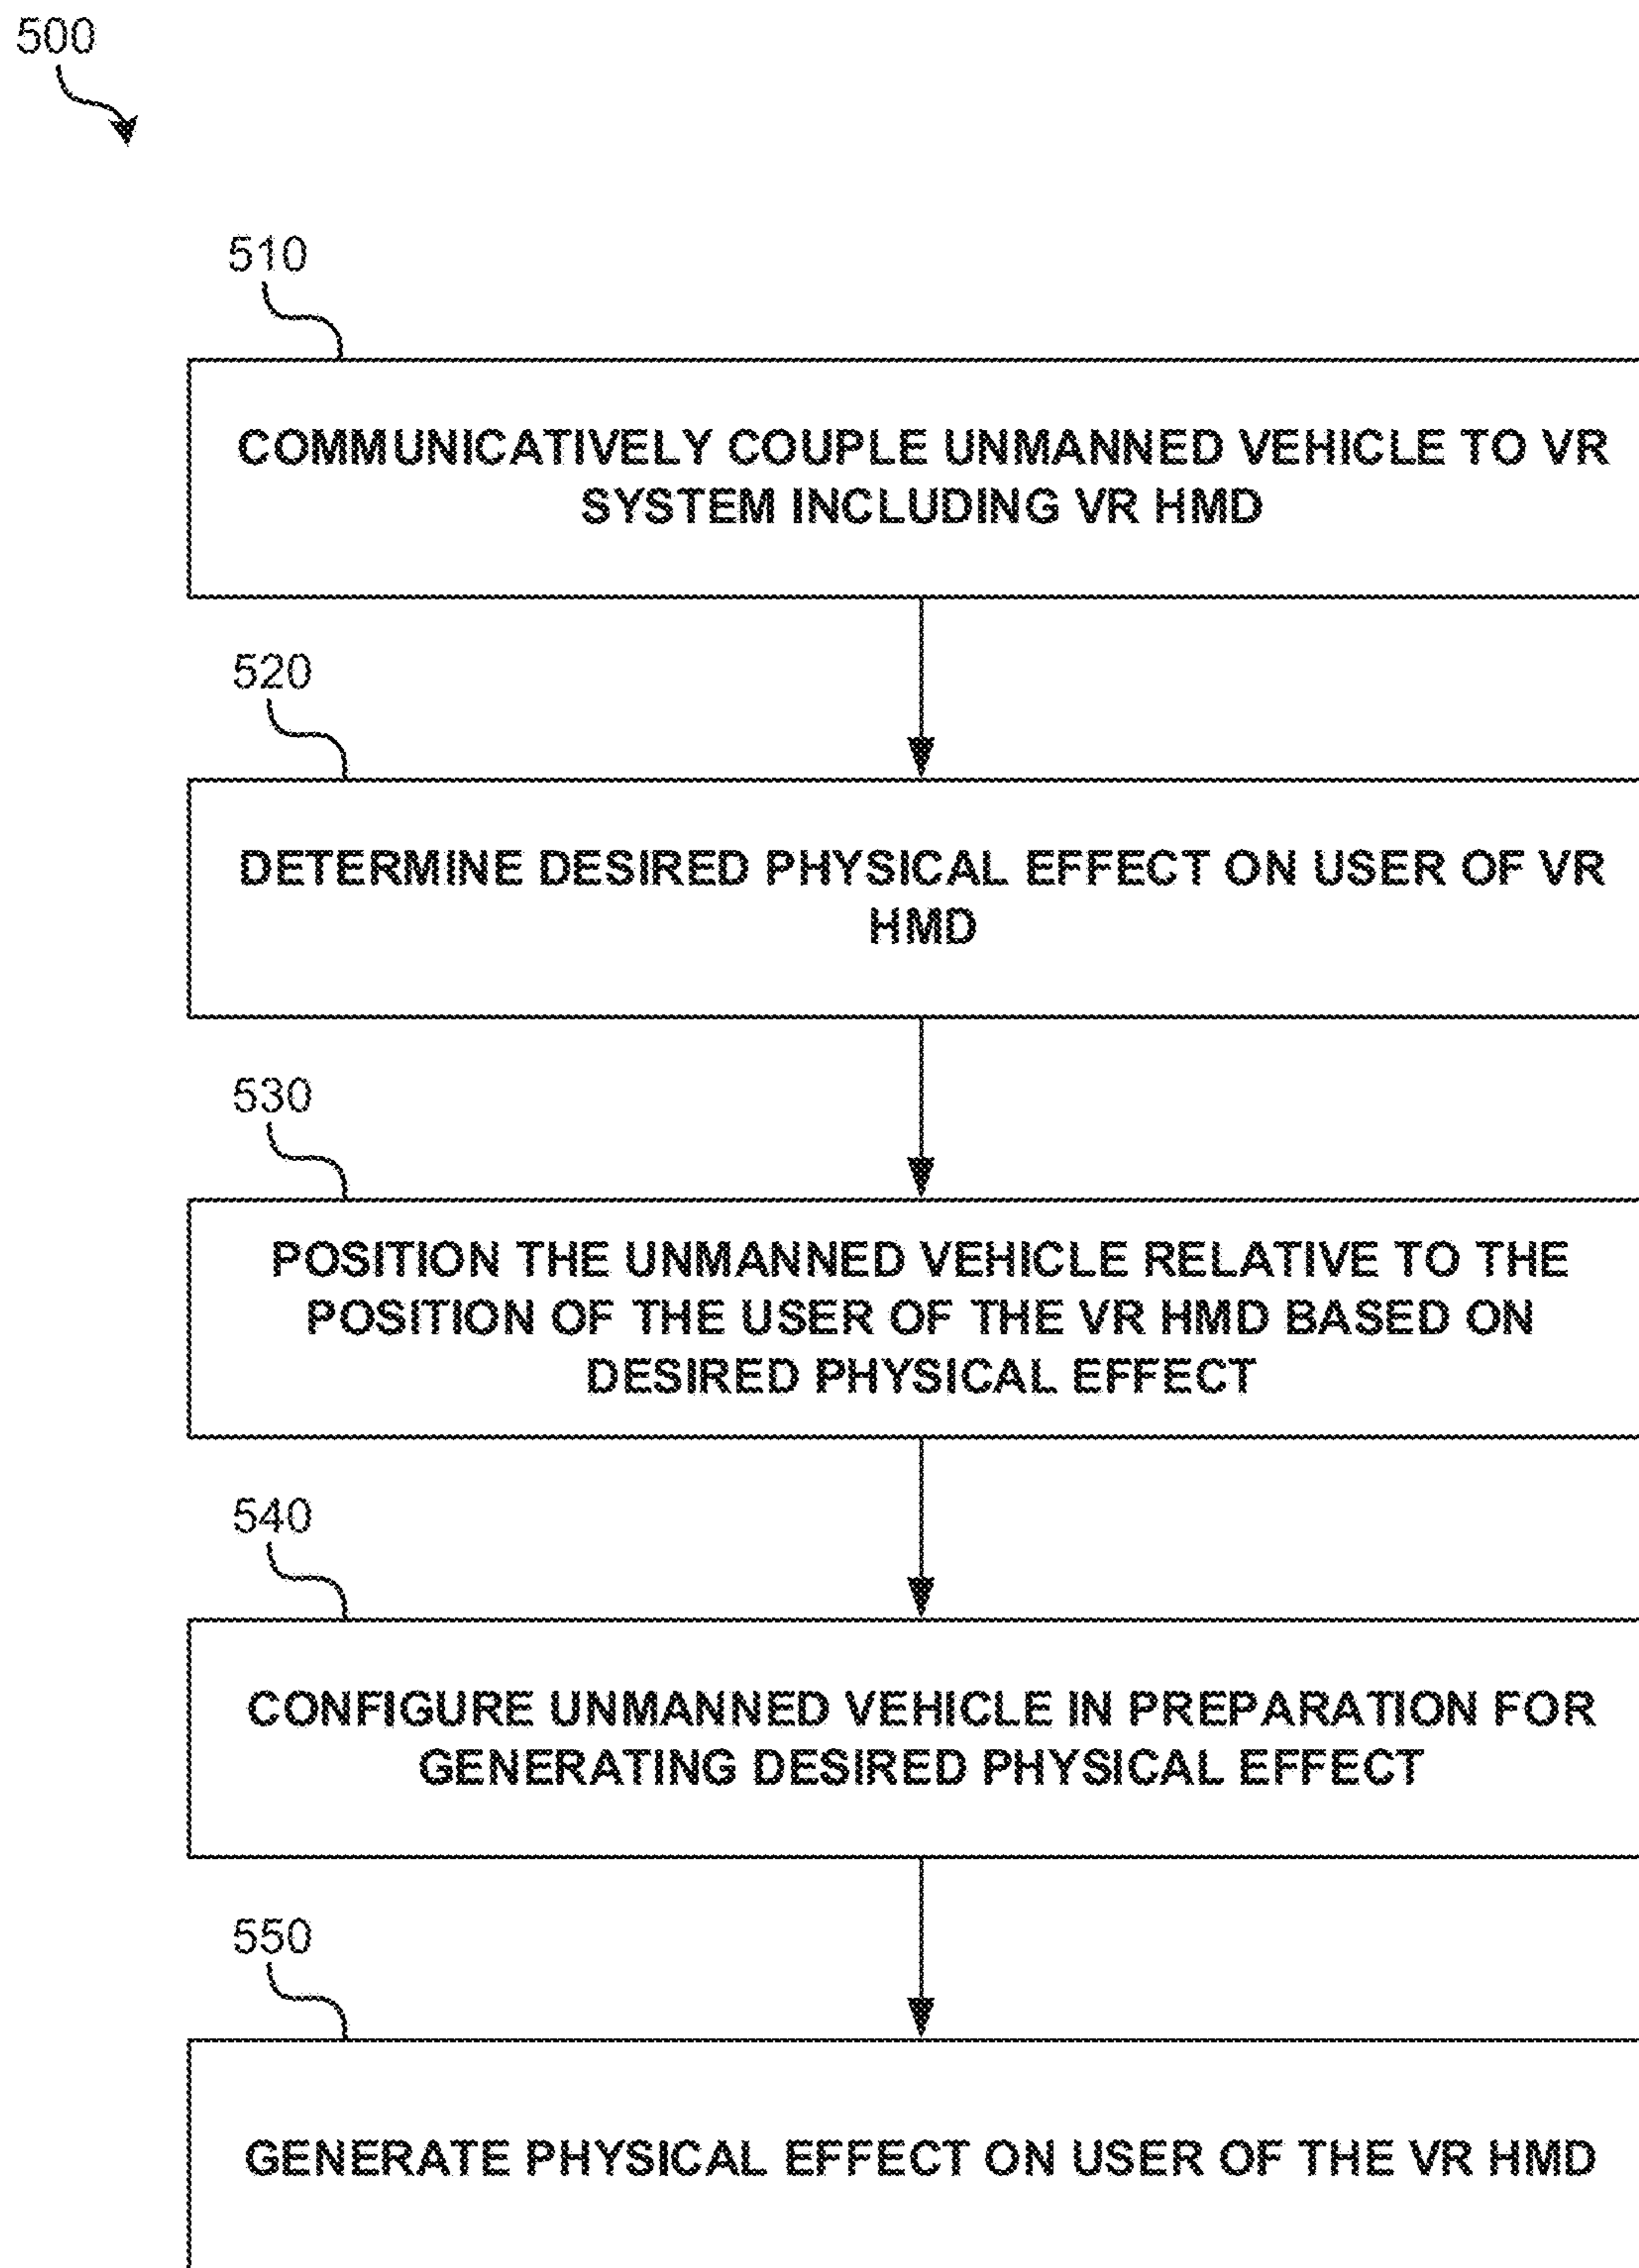 500
510
COMMUNICATIVELY COUPLE UNMANNED VEHICLE TO VR
SYSTEM INCLUDING VR HMD
520
DETERMINE DESIRED PHYSICAL EFFECT ON USER OF VR
HMD
530
POSITION THE UNMANNED VEHICLE RELATIVE TO THE
POSITION OF THE USER OF THE VR HMD BASED ON
DESIRED PHYSICAL EFFECT
540
CONFIGURE UNMANNED VEHICLE IN PREPARATION FOR
GENERATING DESIRED PHYSICAL EFFECT
550
GENERATE PHYSICAL EFFECT ON USER OF THE VR HMD